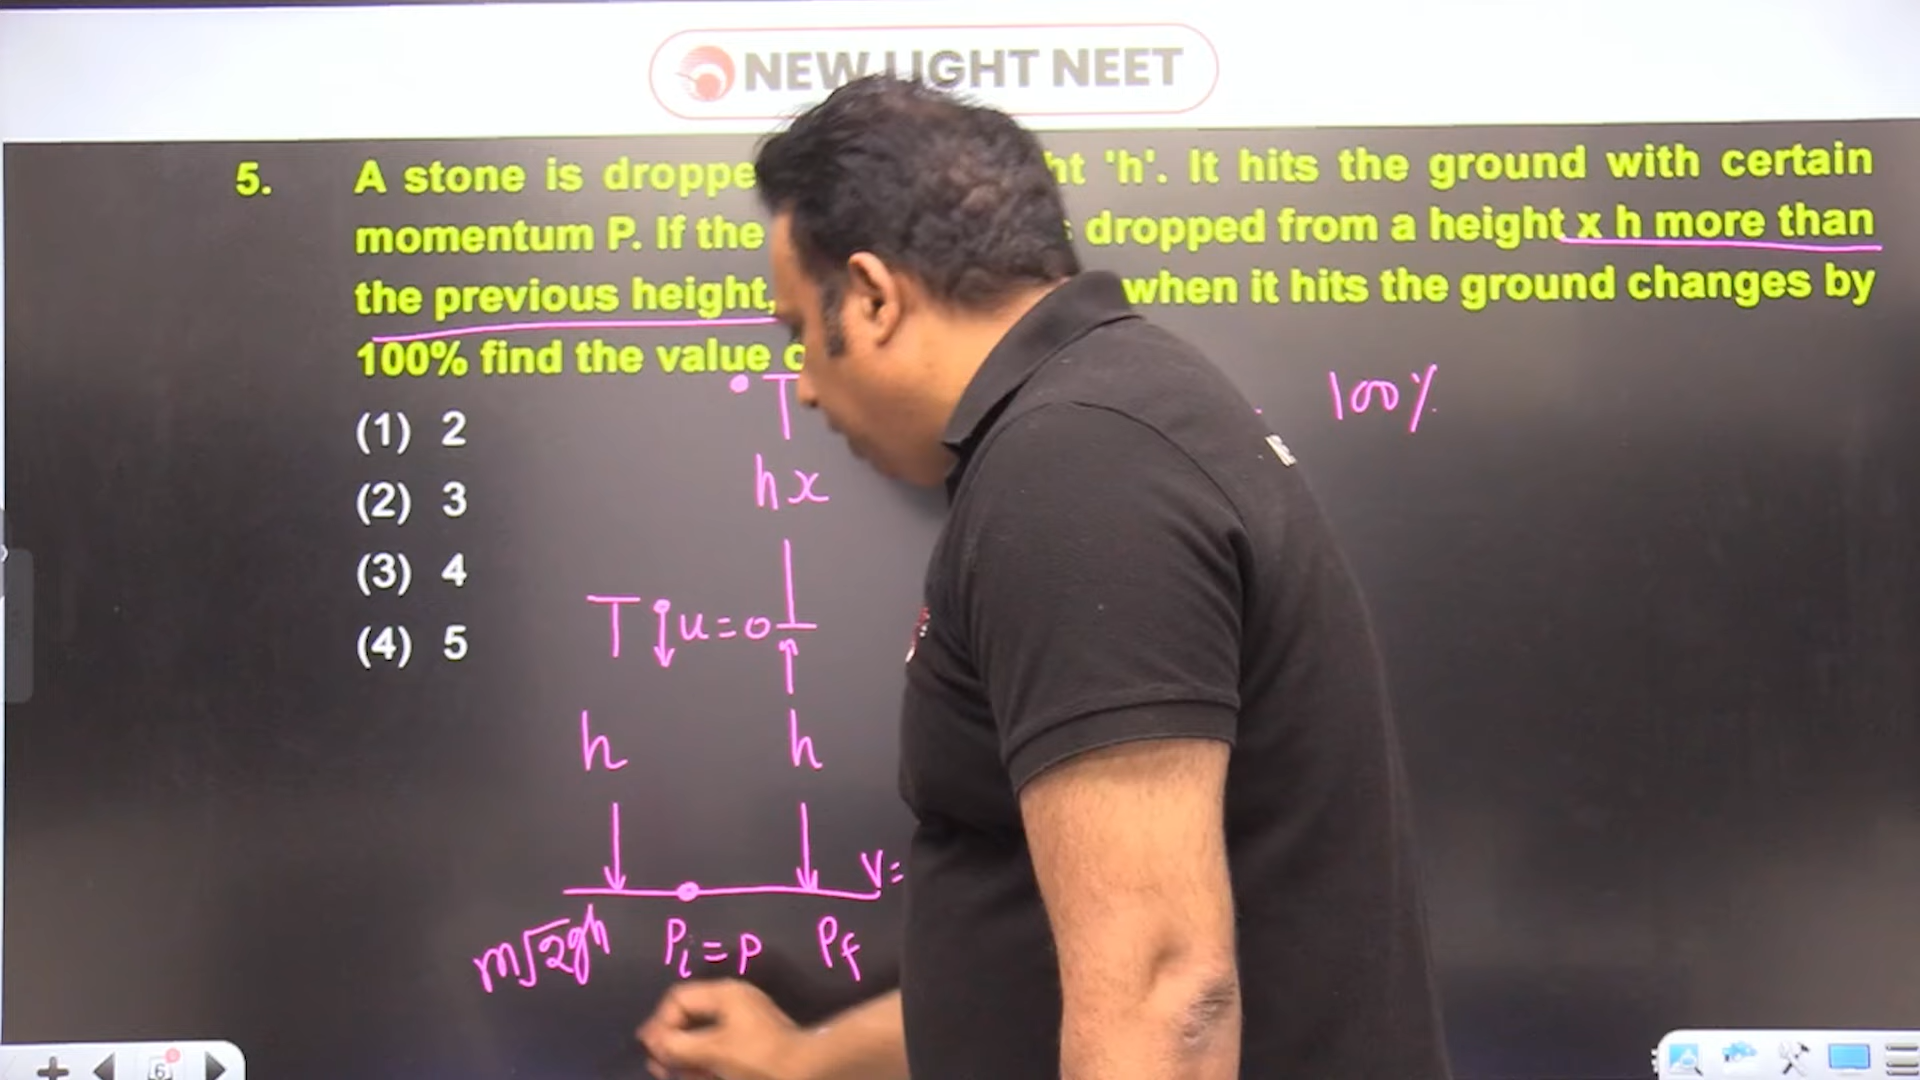 NEW LIGHT NEET
5. A stone is droppe ht 'h'. It hits the ground with certain
momentum P. If the dropped from a height x h more than
the previous height, when it hits the ground changes by
100% find the value
100%
(1) 2
(2) 3
(3) 4
(4) 5
T
hx
T u=0
h h
V=
m√2gh Pi=P Pf
6